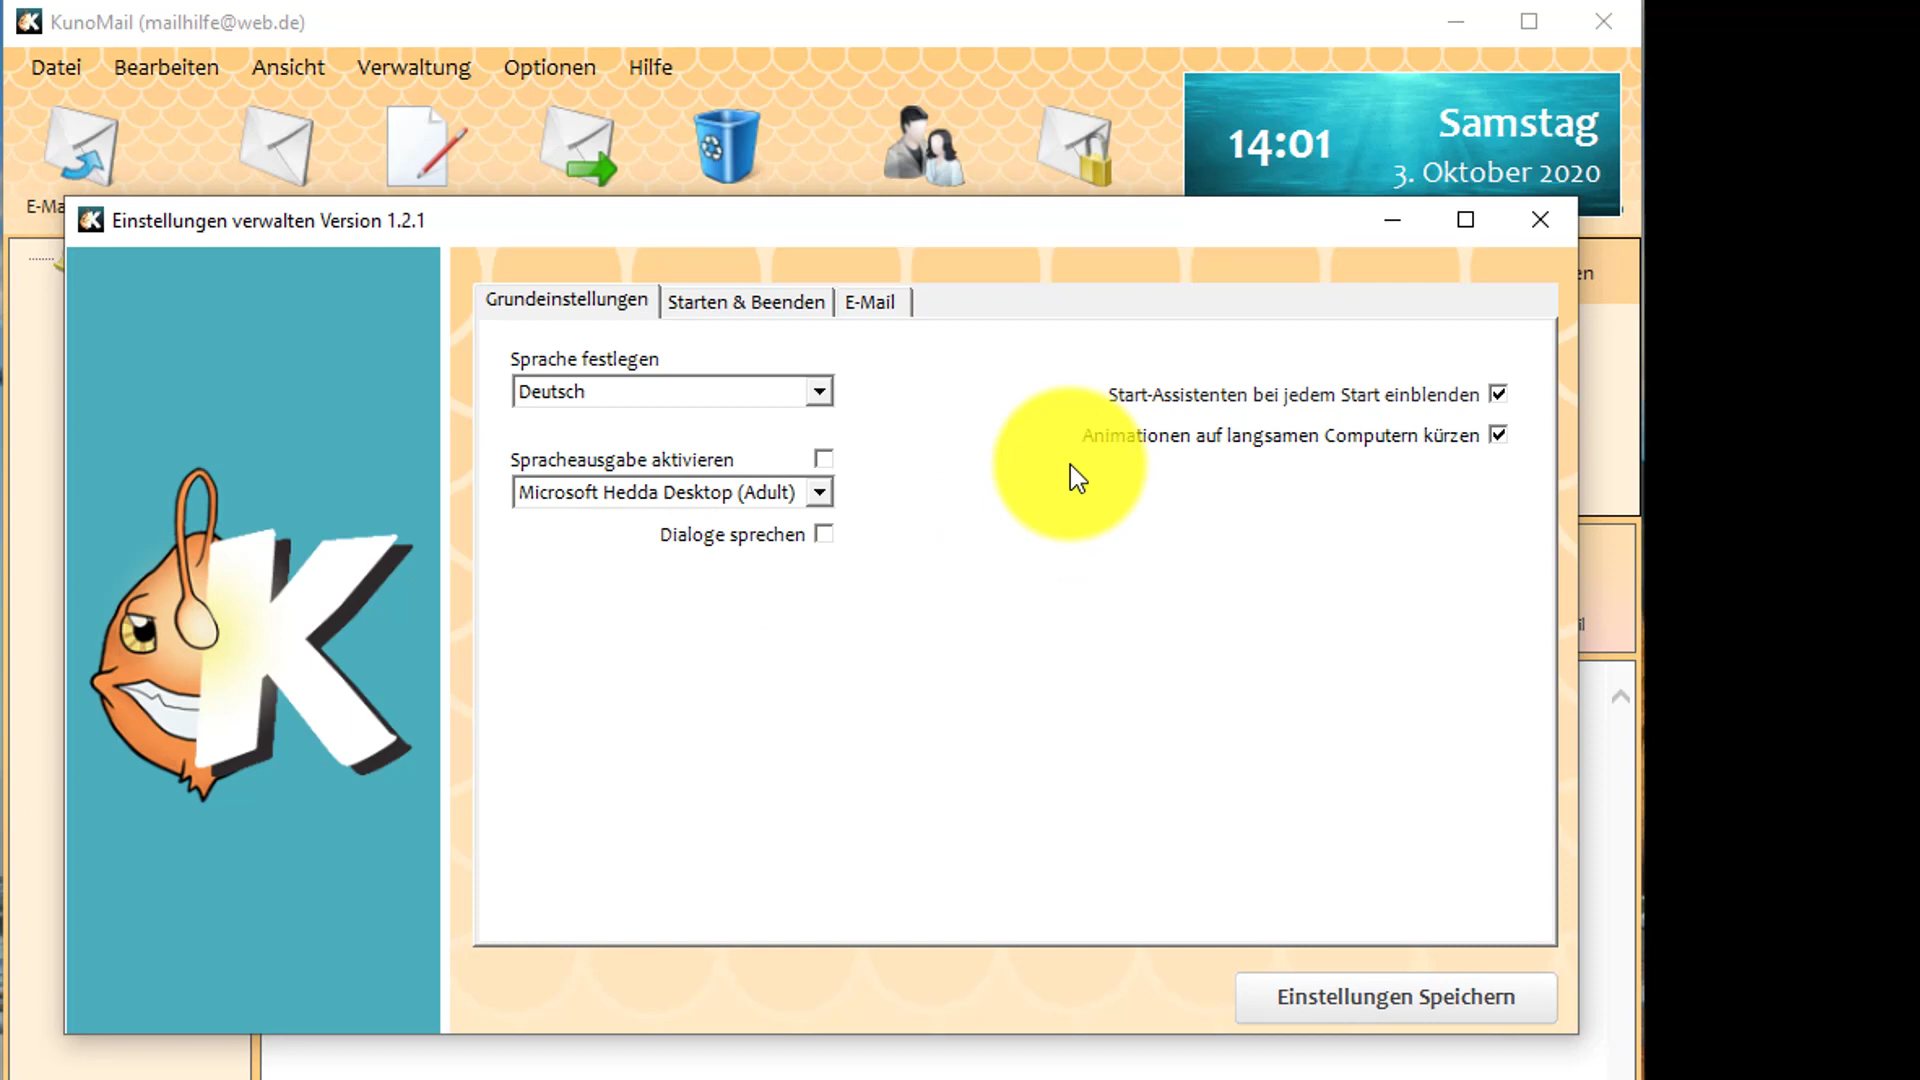 KunoMail (mailhilfe@web.de)
Datei Bearbeiten Ansicht Verwaltung Optionen Hilfe
14:01
Samstag
3. Oktober 2020
Einstellungen verwalten Version 1.2.1
Grundeinstellungen Starten & Beenden E-Mail
Sprache festlegen
Deutsch
Start-Assistenten bei jedem Start einblenden
Animationen auf langsamen Computern kürzen
Spracheausgabe aktivieren
Microsoft Hedda Desktop (Adult)
Dialoge sprechen
K
Einstellungen Speichern